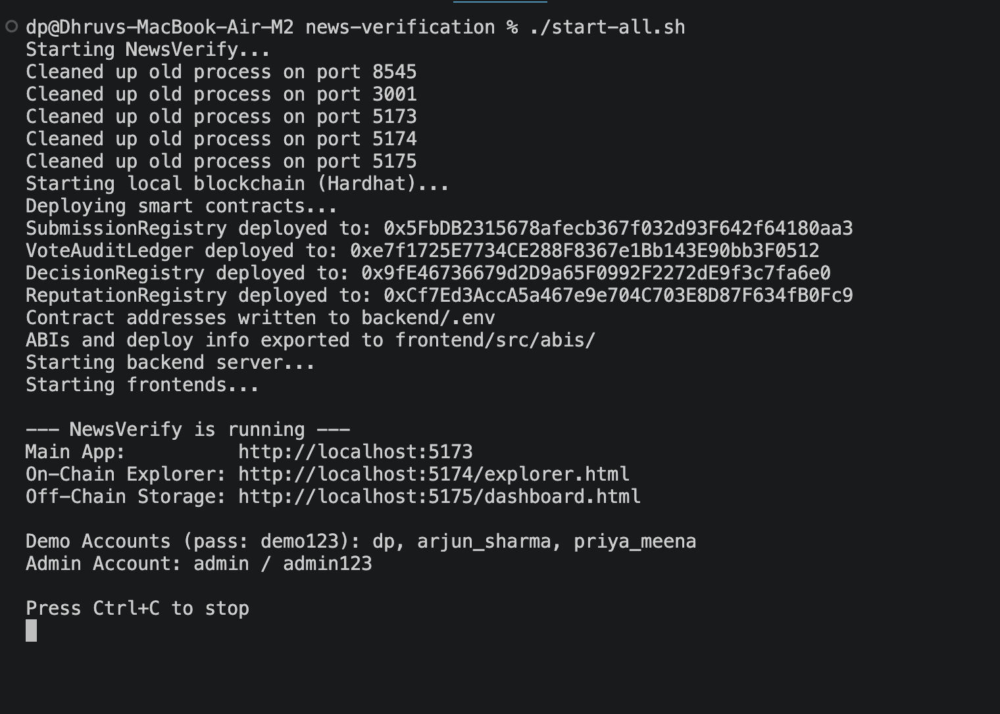 dp@Dhruvs-MacBook-Air-M2 news-verification % ./start-all.sh
Starting NewsVerify...
Cleaned up old process on port 8545
Cleaned up old process on port 3001
Cleaned up old process on port 5173
Cleaned up old process on port 5174
Cleaned up old process on port 5175
Starting local blockchain (Hardhat)...
Deploying smart contracts...
SubmissionRegistry deployed to: 0x5FbDB2315678afecb367f032d93F642f64180aa3
VoteAuditLedger deployed to: 0xe7f1725E7734CE288F8367e1Bb143E90bb3F0512
DecisionRegistry deployed to: 0x9fE46736679d2D9a65F0992F2272dE9f3c7fa6e0
ReputationRegistry deployed to: 0xCf7Ed3AccA5a467e9e704C703E8D87F634fB0Fc9
Contract addresses written to backend/.env
ABIs and deploy info exported to frontend/src/abis/
Starting backend server...
Starting frontends...
--- NewsVerify is running ---
Main App:          http://localhost:5173
On-Chain Explorer: http://localhost:5174/explorer.html
Off-Chain Storage: http://localhost:5175/dashboard.html
Demo Accounts (pass: demo123): dp, arjun_sharma, priya_meena
Admin Account: admin / admin123
Press Ctrl+C to stop